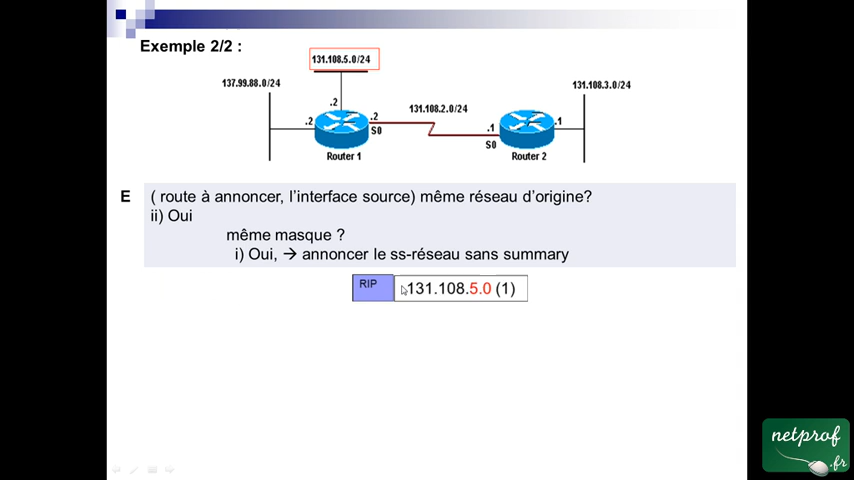 Exemple 2/2 :
131.108.5.0/24
137.99.88.0/24
131.108.3.0/24
131.108.2.0/24
.2
.2
.2
S0
.1
.1
S0
Router 1
Router 2
E ( route à annoncer, l'interface source) même réseau d'origine?
ii) Oui
même masque ?
i) Oui, → annoncer le ss-réseau sans summary
RIP 131.108.5.0 (1)
netprof
.fr